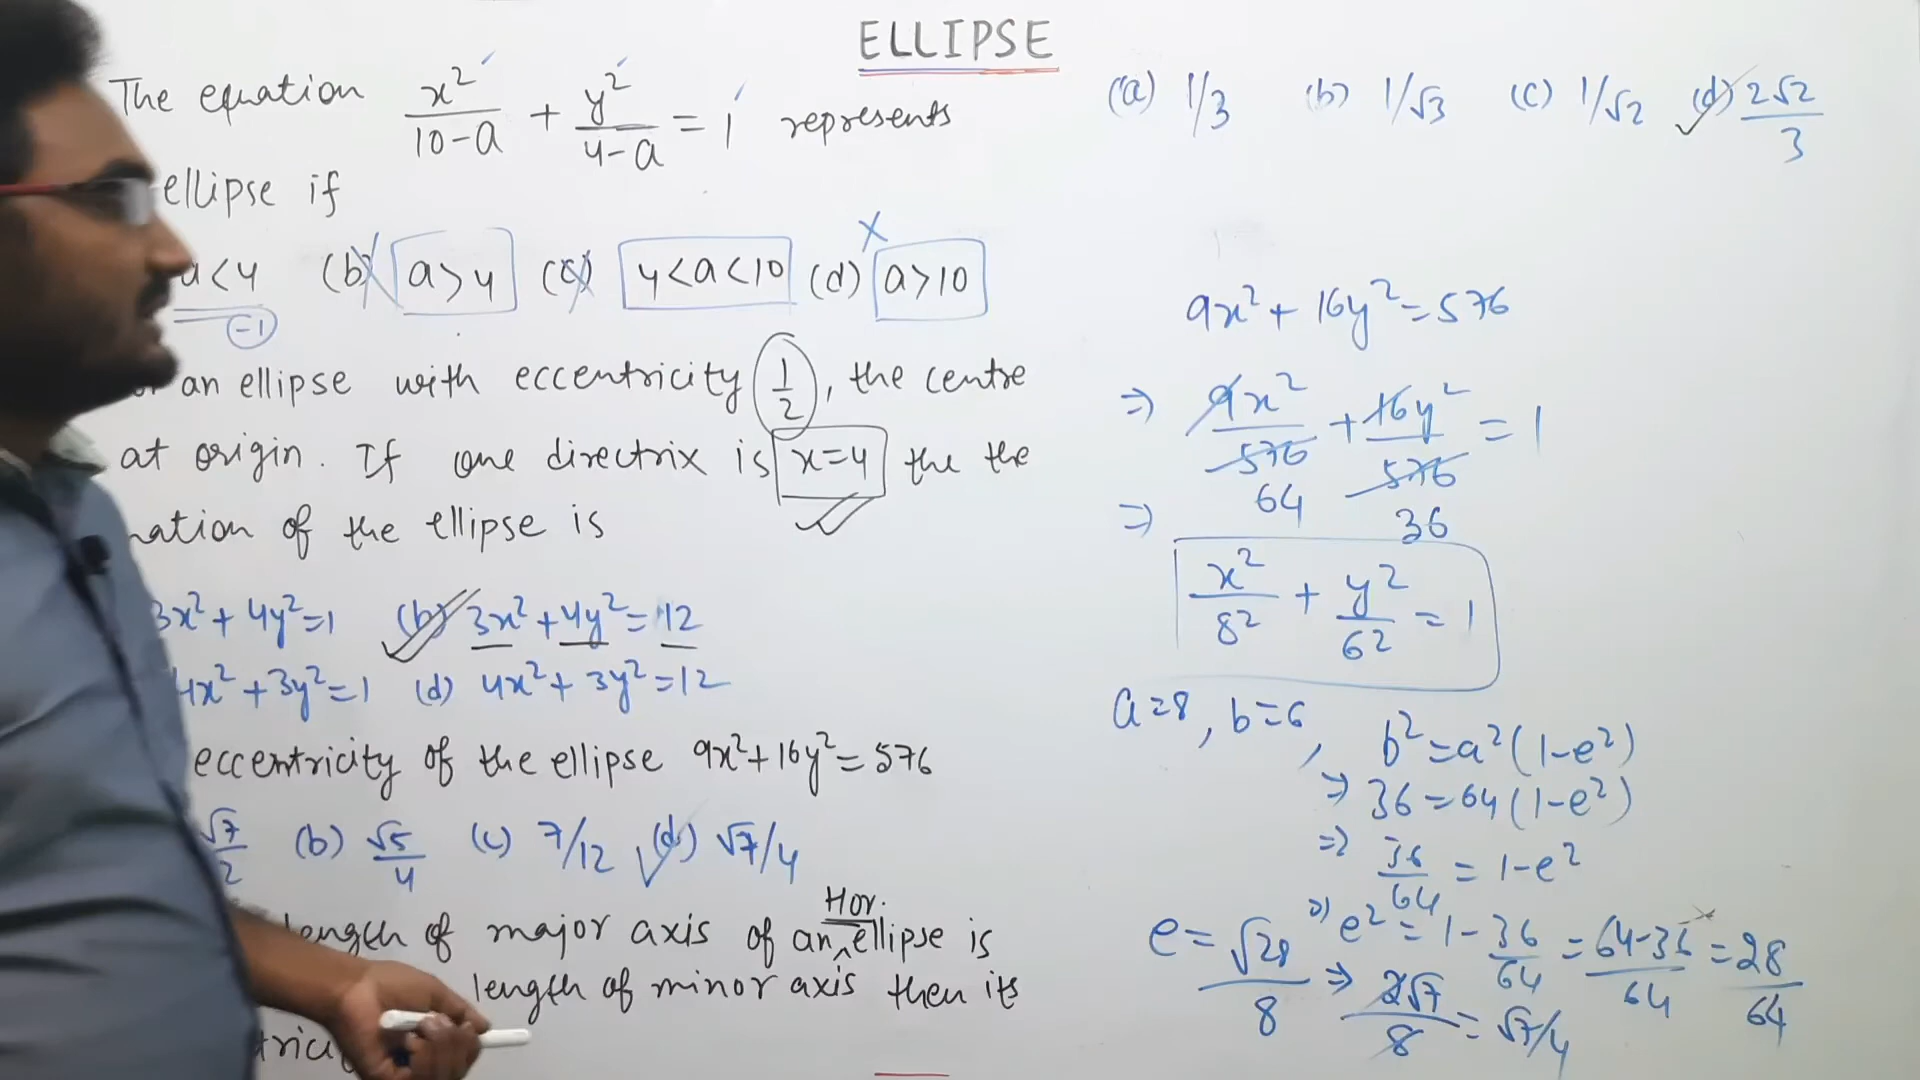 ELLIPSE
The equation x²/10-a + y²/4-a = 1 represents
ellipse if
a<4 (b) a>4 (c) 4<a<10 (d) a>10
-1
an ellipse with eccentricity 1/2, the centre
at origin. If one directrix is x=4 the the
of the ellipse is
3x²+4y²=1 (b) 3x²+4y²=12
4x²+3y²=1 (d) 4x²+3y²=12
eccentricity of the ellipse 9x²+16y²=576
√7/2 (b) √5/4 (c) 7/12 (d) √7/4
Hor.
length of major axis of an ellipse is
length of minor axis then its
(a) 1/3 (b) 1/√3 (c) 1/√2 (d) 2√2/3
9x²+16y²=576
⇒ 9x²/576 + 16y²/576 = 1
64 36
⇒ x²/8² + y²/6² = 1
a=8, b=6, b²=a²(1-e²)
⇒ 36=64(1-e²)
⇒ 36/64 = 1-e²
⇒ e² = 1-36/64 = 64-36/64 = 28/64
e=√28/8 ⇒ 2√7/8 = √7/4